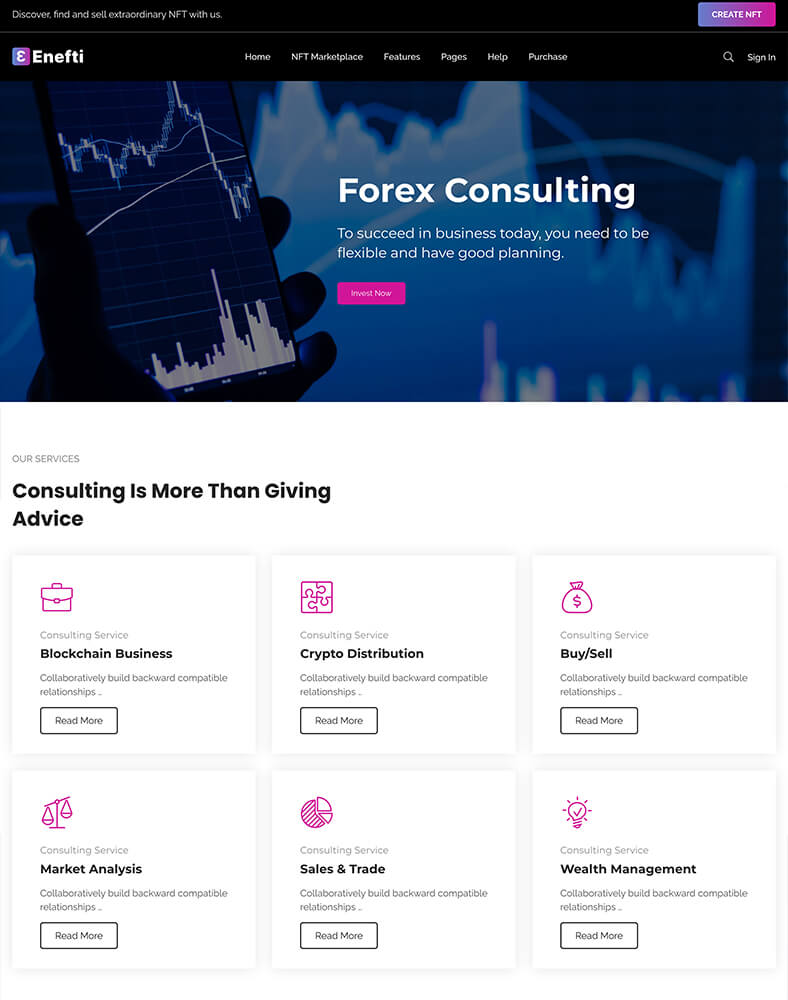 Discover, find and sell extraordinary NFT with us.
CREATE NFT
Enefti
Home
NFT Marketplace
Features
Pages
Help
Purchase
Sign In
Forex Consulting
To succeed in business today, you need to be
flexible and have good planning.
Invest Now
OUR SERVICES
Consulting Is More Than Giving
Advice
Consulting Service
Blockchain Business
Collaboratively build backward compatible
relationships ...
Read More
Consulting Service
Crypto Distribution
Collaboratively build backward compatible
relationships ...
Read More
Consulting Service
Buy/Sell
Collaboratively build backward compatible
relationships ...
Read More
Consulting Service
Market Analysis
Collaboratively build backward compatible
relationships ...
Read More
Consulting Service
Sales & Trade
Collaboratively build backward compatible
relationships ...
Read More
Consulting Service
Wealth Management
Collaboratively build backward compatible
relationships ...
Read More